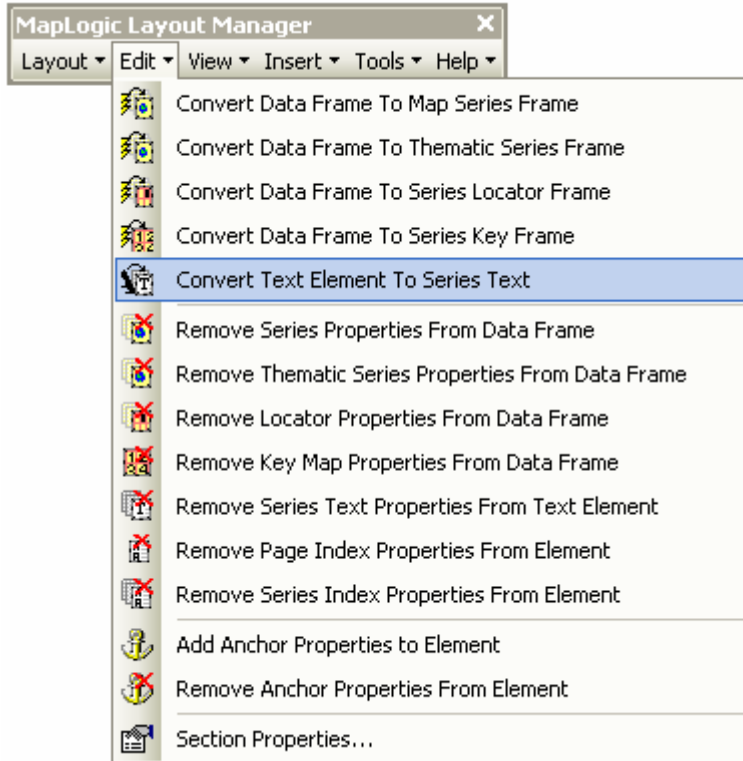 MapLogic Layout Manager
Layout Edit View Insert Tools Help
Convert Data Frame To Map Series Frame
Convert Data Frame To Thematic Series Frame
Convert Data Frame To Series Locator Frame
Convert Data Frame To Series Key Frame
Convert Text Element To Series Text
Remove Series Properties From Data Frame
Remove Thematic Series Properties From Data Frame
Remove Locator Properties From Data Frame
Remove Key Map Properties From Data Frame
Remove Series Text Properties From Text Element
Remove Page Index Properties From Element
Remove Series Index Properties From Element
Add Anchor Properties to Element
Remove Anchor Properties From Element
Section Properties...